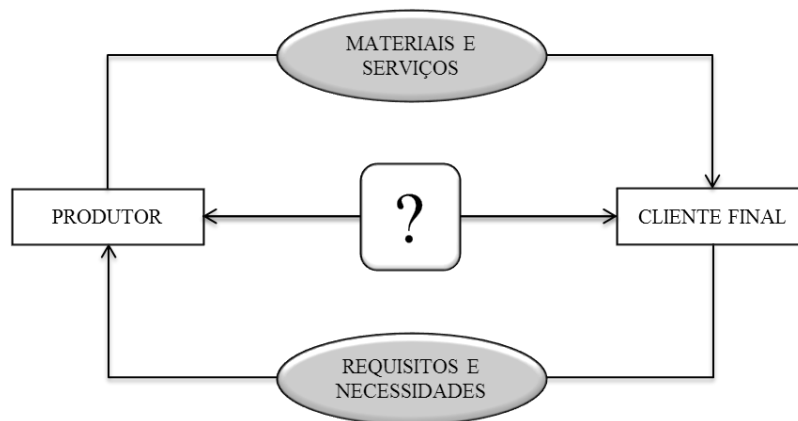 MATERIAIS E
SERVIÇOS
PRODUTOR
?
CLIENTE FINAL
REQUISITOS E
NECESSIDADES